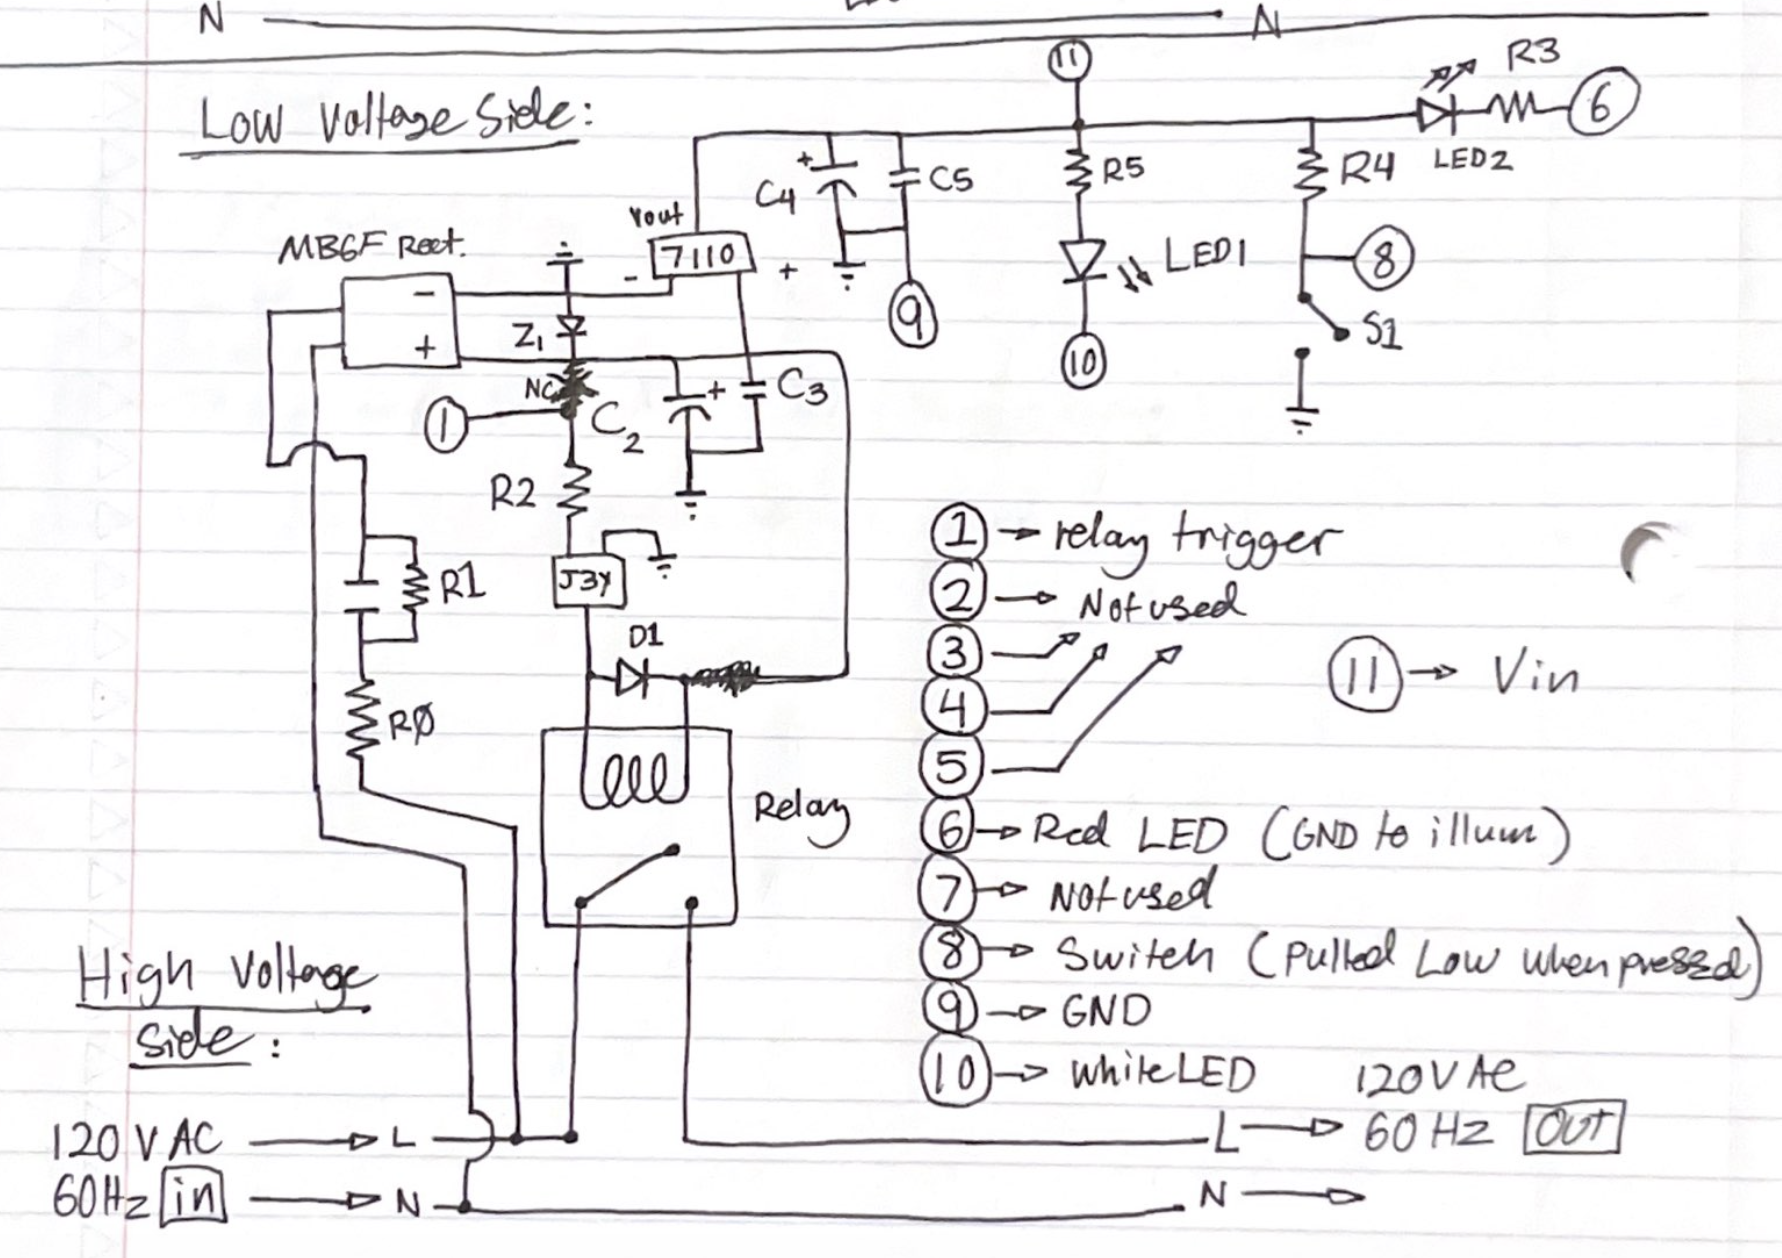 N
N
11
R3
6
Low Voltage Side:
LED2
R5
R4
+
C4
C5
Vout
7110
MB6F Rect.
-
-
+
LED1
8
9
Z1
+
S1
10
NC
+
C3
1
C2
R2
J3Y
R1
D1
RØ
Relay
1 → relay trigger
2 → Not used
3
4
5
11 → Vin
6 → Red LED (GND to illum)
7 → Not used
8 → Switch (Pulled Low when pressed)
9 → GND
10 → white LED
High Voltage
Side:
120 V AC → L
60Hz in → N
120V AC
L → 60 Hz OUT
N →